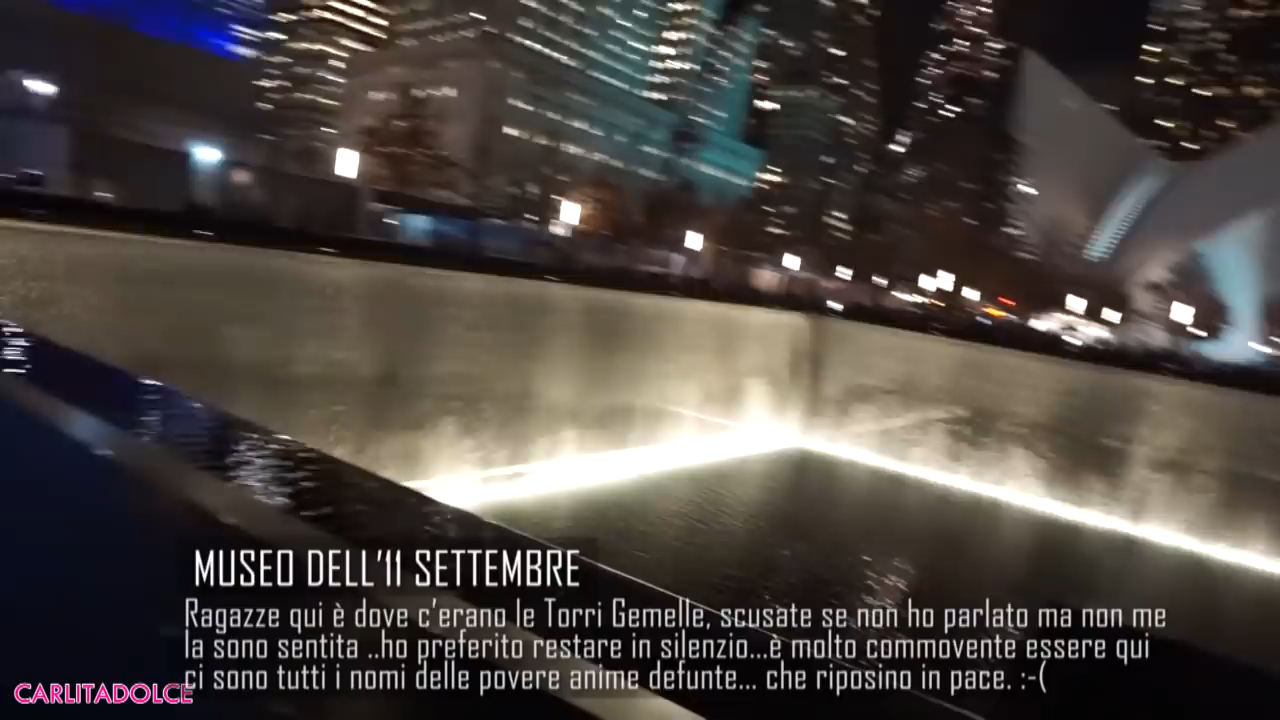 MUSEO DELL'11 SETTEMBRE
Ragazze qui è dove c'erano le Torri Gemelle, scusate se non ho parlato ma non me
la sono sentita ..ho preferito restare in silenzio...è molto commovente essere qui
ci sono tutti i nomi delle povere anime defunte... che riposino in pace. :-(
CARLITADOLCE